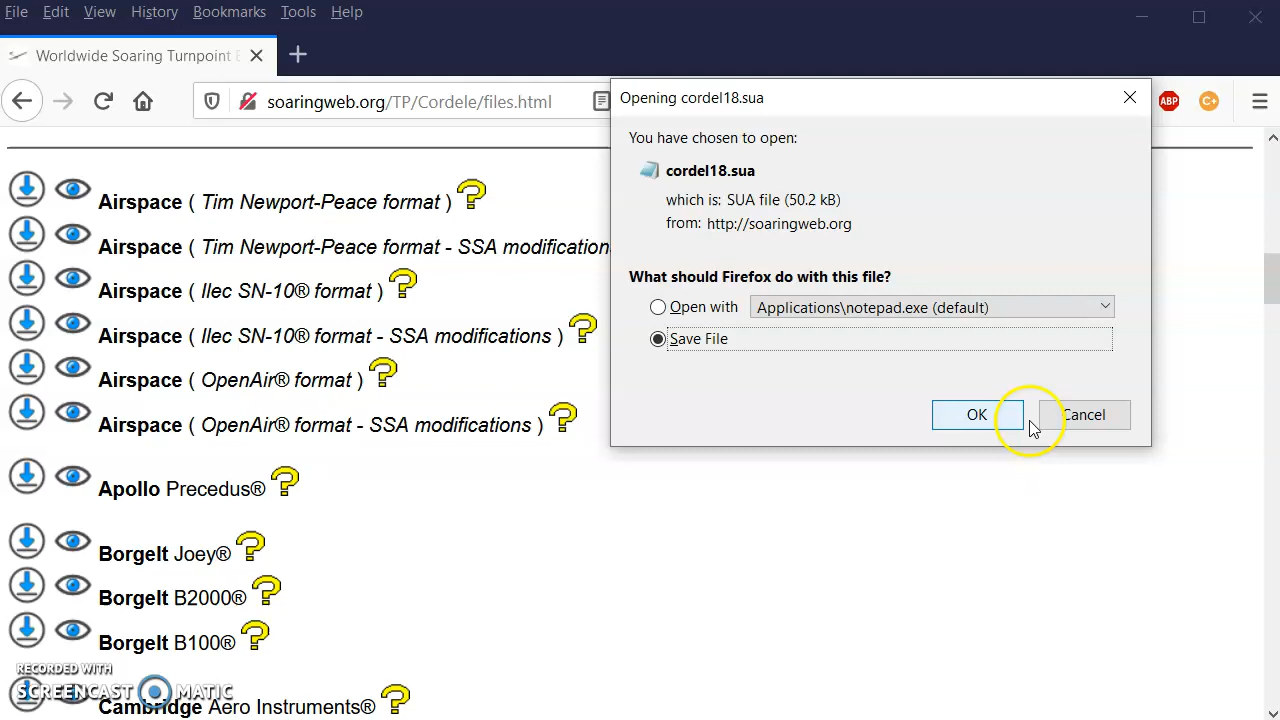 File Edit View History Bookmarks Tools Help
Worldwide Soaring Turnpoint
soaringweb.org/TP/Cordele/files.html
ABP
C+
Opening cordel18.sua
You have chosen to open:
cordel18.sua
which is: SUA file (50.2 kB)
from: http://soaringweb.org
What should Firefox do with this file?
Open with Applications\notepad.exe (default)
Save File
OK Cancel
Airspace ( Tim Newport-Peace format ) ?
Airspace ( Tim Newport-Peace format - SSA modification
Airspace ( Ilec SN-10® format ) ?
Airspace ( Ilec SN-10® format - SSA modifications ) ?
Airspace ( OpenAir® format ) ?
Airspace ( OpenAir® format - SSA modifications ) ?
Apollo Precedus® ?
Borgelt Joey® ?
Borgelt B2000® ?
Borgelt B100® ?
RECORDED WITH
SCREENCAST MATIC
Cambridge Aero Instruments® ?